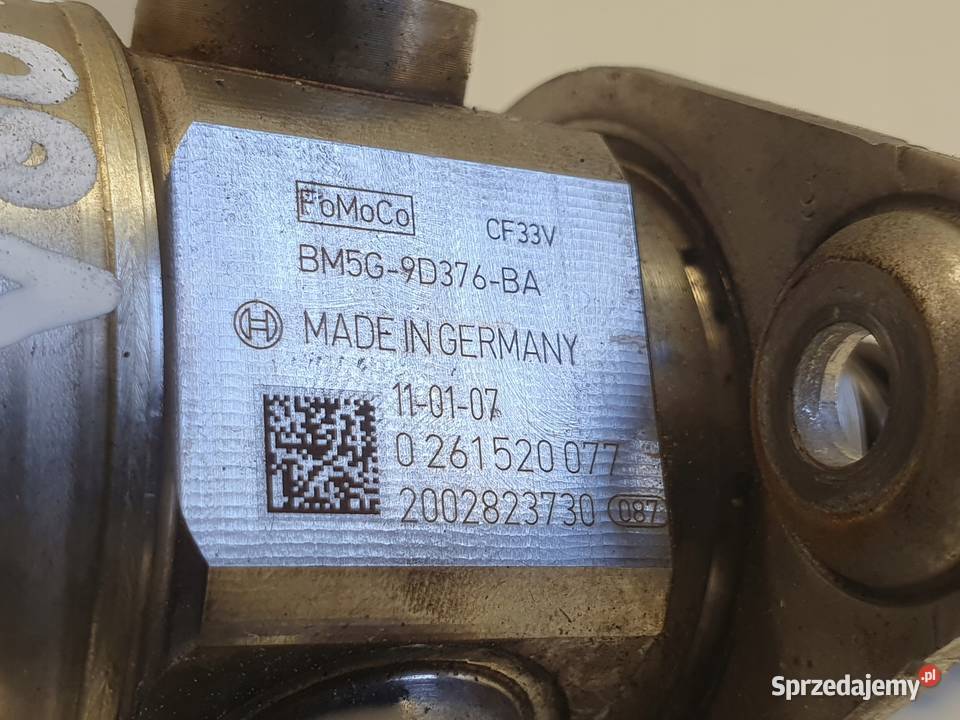 FoMoCo CF33V
BM5G-9D376-BA
MADE IN GERMANY
11-01-07
0 261 520 077
2002823730 087
Sprzedajemy.pl